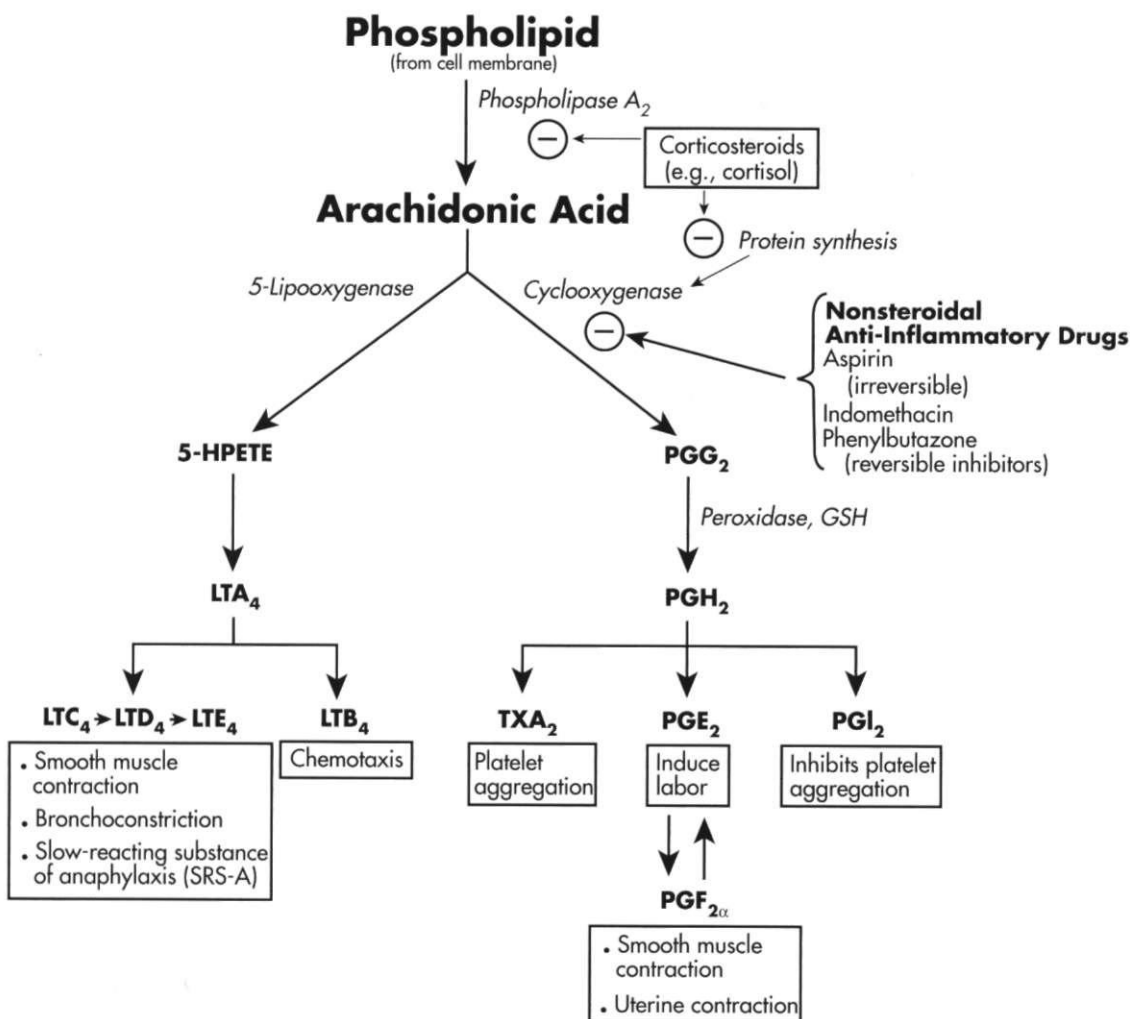 Phospholipid
(from cell membrane)
Phospholipase A₂
−
Corticosteroids
(e.g., cortisol)
Arachidonic Acid
−
Protein synthesis
5-Lipooxygenase
Cyclooxygenase
−
Nonsteroidal
Anti-Inflammatory Drugs
Aspirin
(irreversible)
Indomethacin
Phenylbutazone
(reversible inhibitors)
5-HPETE
PGG₂
Peroxidase, GSH
LTA₄
PGH₂
LTC₄ → LTD₄ → LTE₄
• Smooth muscle
contraction
• Bronchoconstriction
• Slow-reacting substance
of anaphylaxis (SRS-A)
LTB₄
Chemotaxis
TXA₂
Platelet
aggregation
PGE₂
Induce
labor
PGI₂
Inhibits platelet
aggregation
PGF₂α
• Smooth muscle
contraction
• Uterine contraction